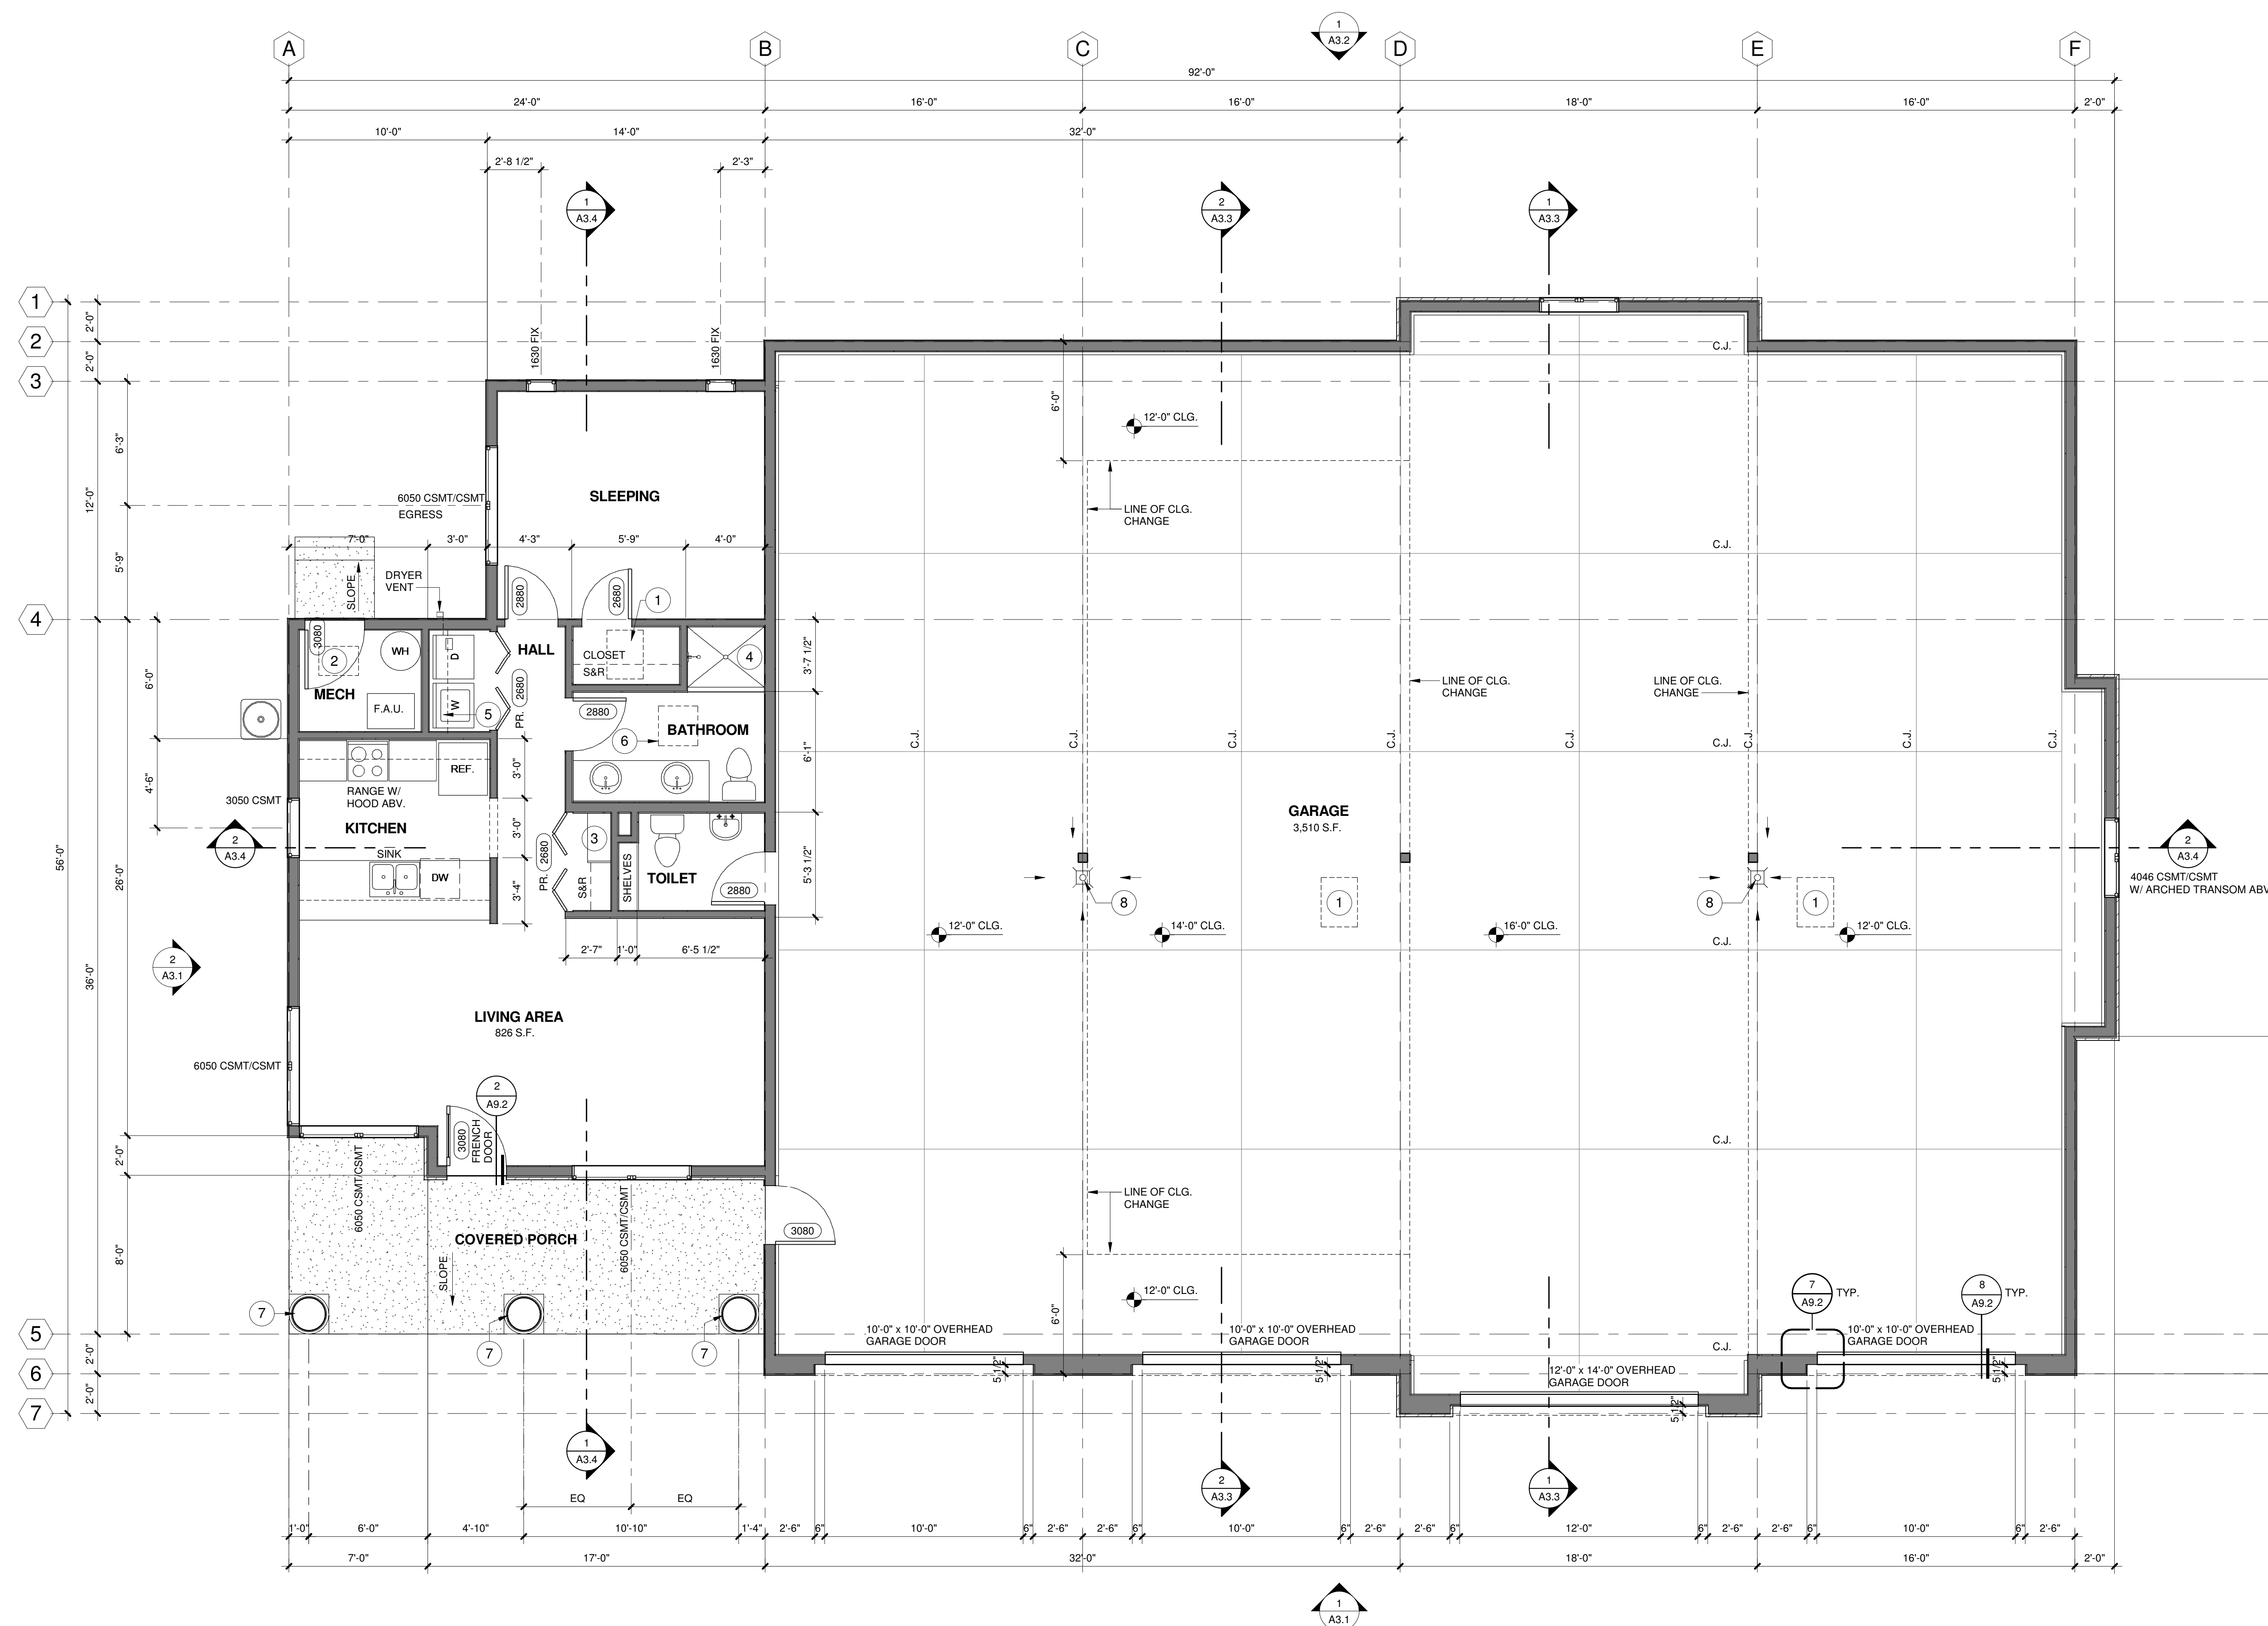 1
A3.2
A
B
C
D
E
F
92'-0"
24'-0"
16'-0"
16'-0"
18'-0"
16'-0"
2'-0"
10'-0"
14'-0"
32'-0"
2'-8 1/2"
2'-3"
1
A3.4
2
A3.3
1
A3.3
1
2
3
4
5
6
7
2'-0"
2'-0"
12'-0"
36'-0"
2'-0"
2'-0"
56'-0"
6'-3"
5'-9"
26'-0"
2'-0"
8'-0"
6'-0"
4'-6"
1630 FIX
1630 FIX
C.J.
6'-0"
12'-0" CLG.
SLEEPING
6050 CSMT/CSMT
EGRESS
LINE OF CLG.
CHANGE
7'-0"
3'-0"
4'-3"
5'-9"
4'-0"
C.J.
SLOPE
DRYER
VENT
2880
2680
1
3080
2
WH
MECH
F.A.U.
D
W
5
HALL
PR.
2680
CLOSET
S&R
4
3'-7 1/2"
2880
6
BATHROOM
6'-1"
LINE OF CLG.
CHANGE
LINE OF CLG.
CHANGE
C.J.
C.J.
C.J.
C.J.
C.J.
C.J.
C.J.
C.J.
C.J.
REF.
RANGE W/
HOOD ABV.
3050 CSMT
KITCHEN
2
A3.4
SINK
DW
3'-0"
3'-0"
3'-4"
PR.
2680
3
S&R
SHELVES
TOILET
2880
5'-3 1/2"
GARAGE
3,510 S.F.
8
1
8
1
2
A3.4
4046 CSMT/CSMT
W/ ARCHED TRANSOM ABV
12'-0" CLG.
14'-0" CLG.
16'-0" CLG.
12'-0" CLG.
C.J.
2'-7"
1'-0"
6'-5 1/2"
2
A3.1
LIVING AREA
826 S.F.
6050 CSMT/CSMT
2
A9.2
3080
FRENCH
DOOR
C.J.
6050 CSMT/CSMT
6050 CSMT/CSMT
LINE OF CLG.
CHANGE
COVERED PORCH
3080
SLOPE
12'-0" CLG.
6'-0"
7
7
7
7
A9.2
TYP.
8
A9.2
TYP.
10'-0" x 10'-0" OVERHEAD
GARAGE DOOR
10'-0" x 10'-0" OVERHEAD
GARAGE DOOR
10'-0" x 10'-0" OVERHEAD
GARAGE DOOR
C.J.
12'-0" x 14'-0" OVERHEAD
GARAGE DOOR
5 1/2"
5 1/2"
5 1/2"
5 1/2"
1
A3.4
2
A3.3
1
A3.3
EQ
EQ
1'-0"
6'-0"
4'-10"
10'-10"
1'-4"
2'-6"
6"
10'-0"
6"
2'-6"
2'-6"
6"
10'-0"
6"
2'-6"
2'-6"
6"
12'-0"
6"
2'-6"
2'-6"
6"
10'-0"
6"
2'-6"
7'-0"
17'-0"
32'-0"
18'-0"
16'-0"
2'-0"
1
A3.1